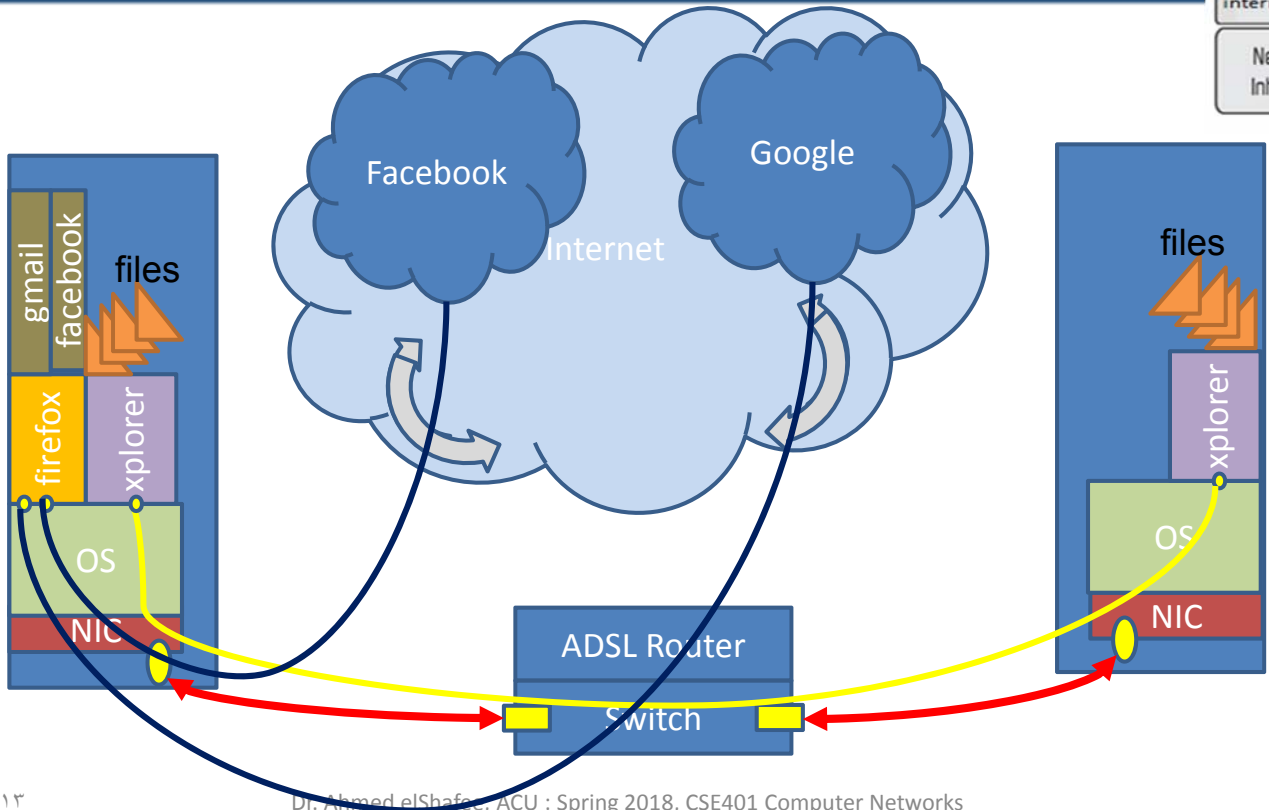 Facebook
Google
Internet
gmail
facebook
files
firefox
xplorer
OS
NIC
ADSL Router
Switch
files
xplorer
OS
NIC
١٣
Dr. Ahmed elShafee, ACU : Spring 2018, CSE401 Computer Networks